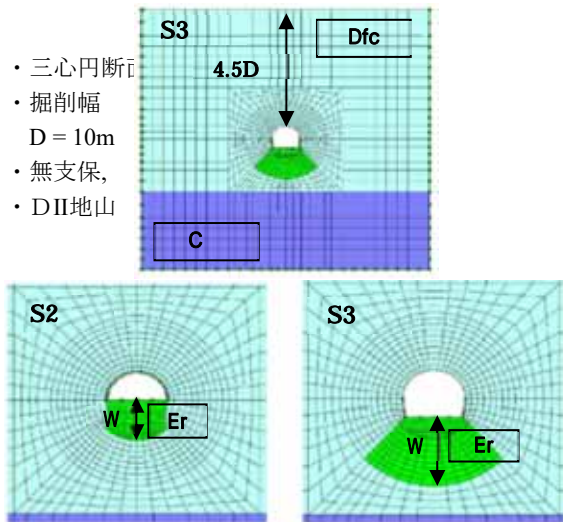 S3
Dfc
4.5D
・三心円断面
・掘削幅
D = 10m
・無支保,
・DII地山
C
S2
W
Er
S3
W
Er